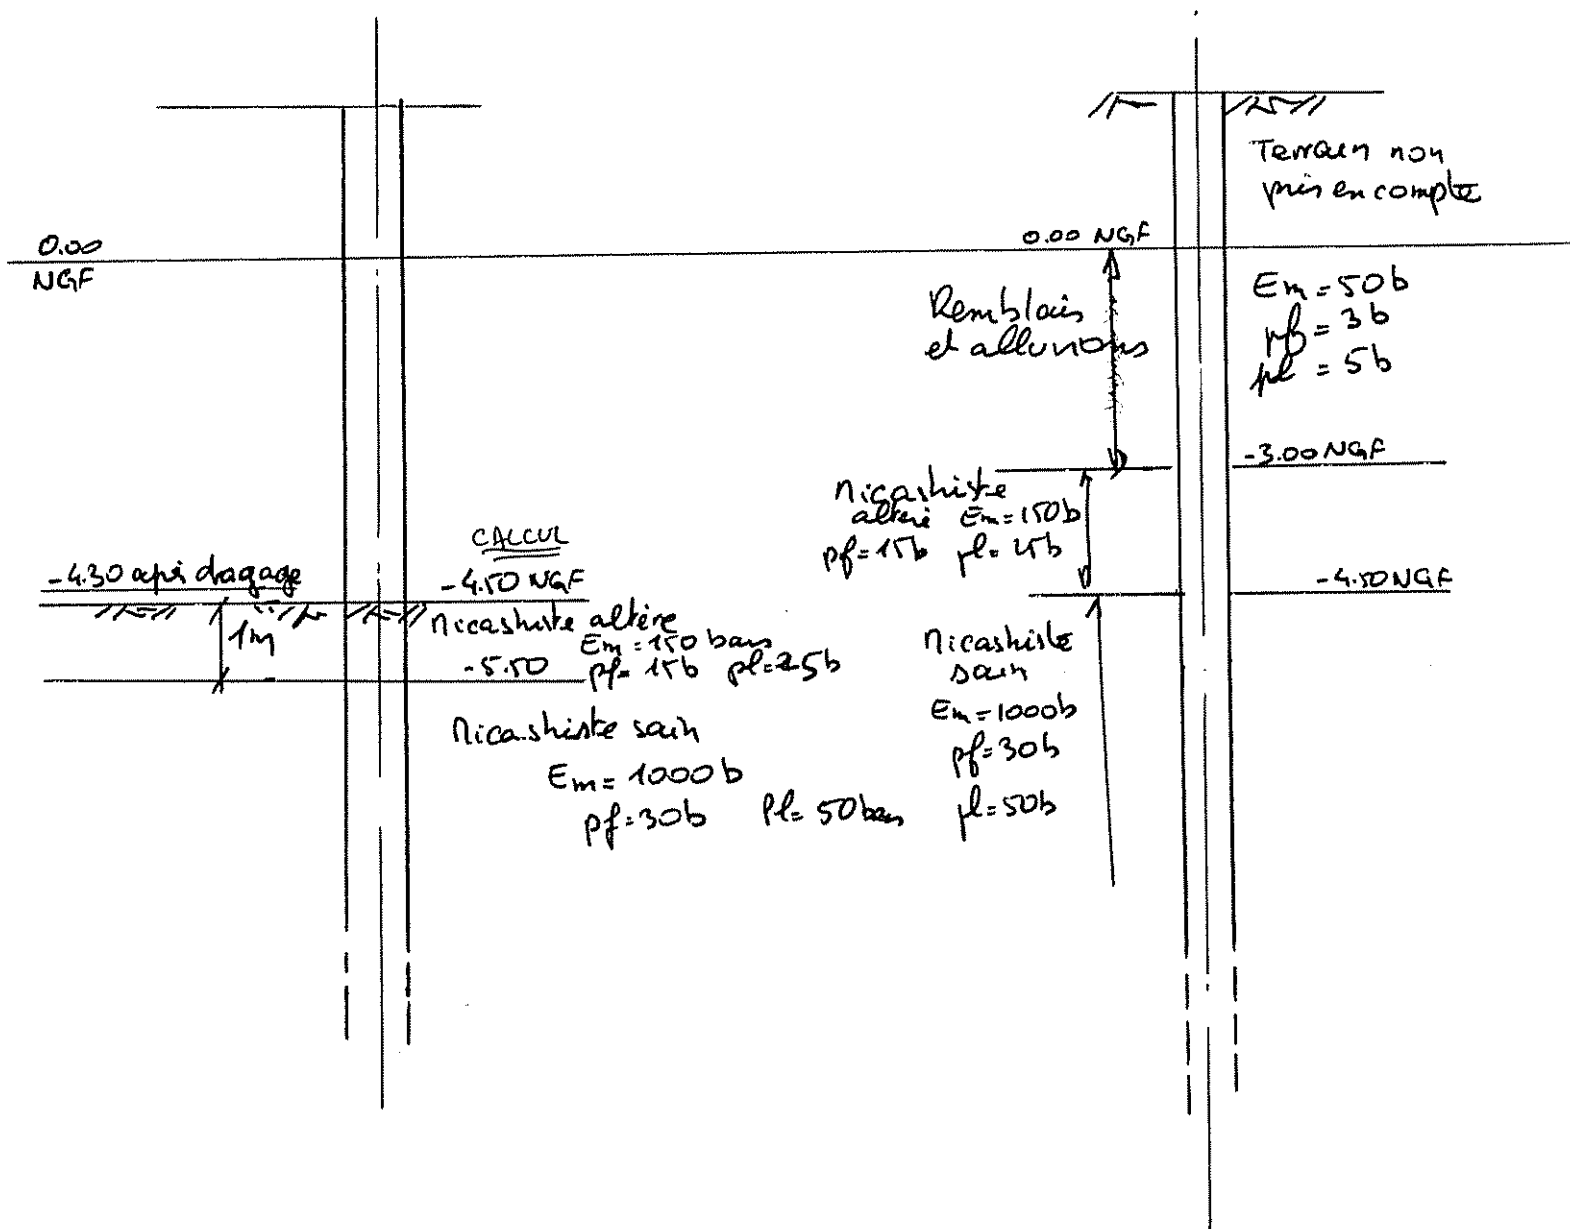 0.00
NGF
-4.30 après dragage
1m
CALCUL
-4.50 NGF
Micashiste altère
Em = 150 bars
-5.50 pf= 15b pl=25b
Micashiste sain
Em= 1000b
pf=30b Pl= 50bars
Terrain non
pris en compte
0.00 NGF
Remblais
et alluvions
Em = 50b
pf = 3b
pl = 5b
-3.00 NGF
Micashiste
altéré Em=150b
pf=15b pl=25b
-4.50 NGF
Micashiste
sain
Em=1000b
pf=30b
pl=50b